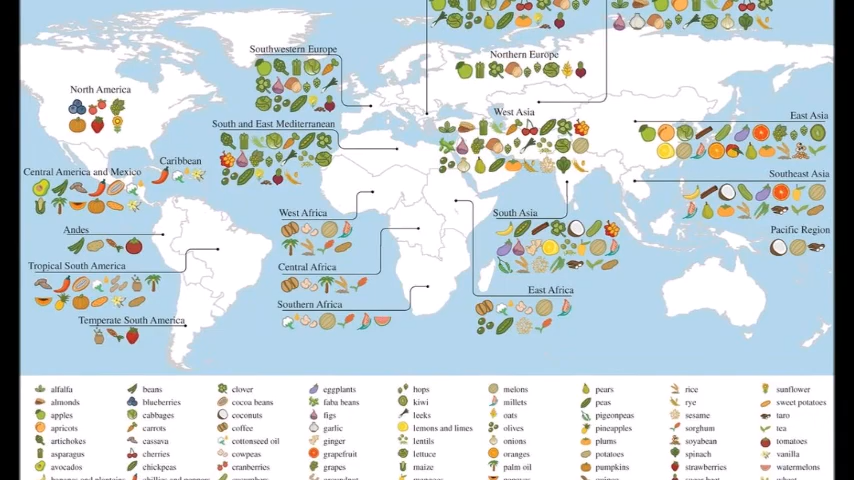 Southwestern Europe
Northern Europe
North America
West Asia
East Asia
South and East Mediterranean
Caribbean
Central America and Mexico
Southeast Asia
West Africa
South Asia
Andes
Pacific Region
Tropical South America
Central Africa
East Africa
Southern Africa
Temperate South America
alfalfa beans clover eggplants hops melons pears rice sunflower
almonds blueberries cocoa beans faba beans kiwi millets peas rye sweet potatoes
apples cabbages coconuts figs leeks oats pigeonpeas sesame taro
apricots carrots coffee garlic lemons and limes olives pineapples sorghum tea
artichokes cassava cottonseed oil ginger lentils onions plums soybean tomatoes
asparagus cherries cowpeas grapefruit lettuce oranges potatoes spinach vanilla
avocados chickpeas cranberries grapes maize palm oil pumpkins strawberries watermelons